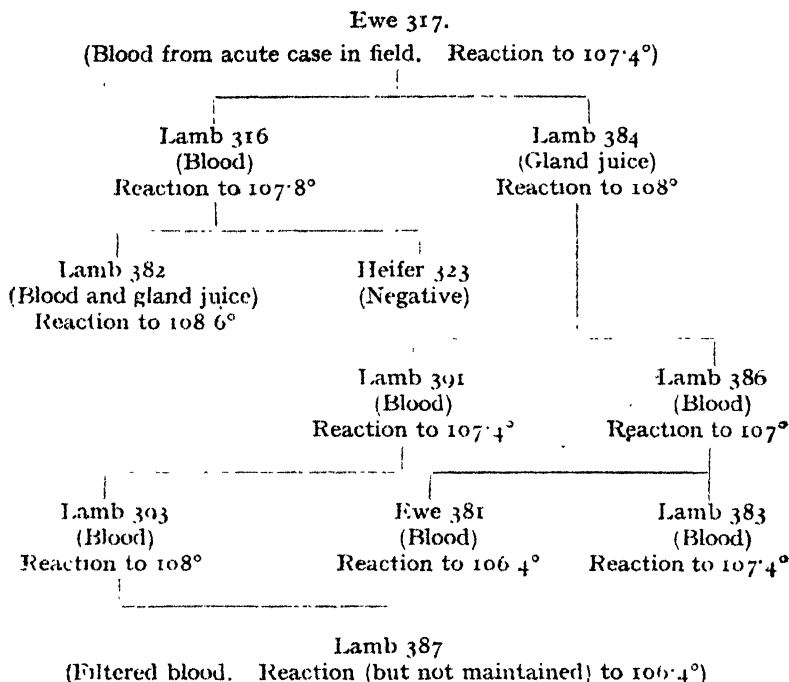 Ewe 317.
(Blood from acute case in field. Reaction to 107·4°)
Lamb 316 Lamb 384
(Blood) (Gland juice)
Reaction to 107·8° Reaction to 108°
Lamb 382 Heifer 323
(Blood and gland juice) (Negative)
Reaction to 108 6°
Lamb 391 Lamb 386
(Blood) (Blood)
Reaction to 107·4° Reaction to 107°
Lamb 393 Ewe 381 Lamb 383
(Blood) (Blood) (Blood)
Reaction to 108° Reaction to 106 4° Reaction to 107·4°
Lamb 387
(Filtered blood. Reaction (but not maintained) to 106·4°)